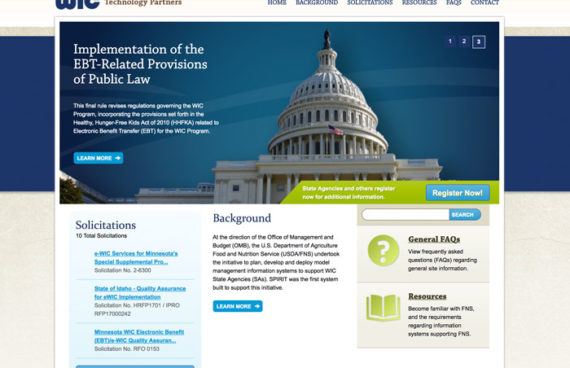 WIC Technology Partners
HOME BACKGROUND SOLICITATIONS RESOURCES FAQS CONTACT
Implementation of the
EBT-Related Provisions
of Public Law
1 2 3
This final rule revises regulations governing the WIC
Program, incorporating the provisions set forth in the
Healthy, Hunger-Free Kids Act of 2010 (HHFKA) related to
Electronic Benefit Transfer (EBT) for the WIC Program.
LEARN MORE
State Agencies and others register
now for additional information.
Register Now!
Solicitations
10 Total Solicitations
e-WIC Services for Minnesota's
Special Supplemental Pro...
Solicitation No. 2-6300
State of Idaho - Quality Assurance
for eWIC Implementation
Solicitation No. HRFP1701 / IPRO
RFP17000242
Minnesota WIC Electronic Benefit
(EBT)/e-WIC Quality Assuran...
Solicitation No. RFO 0153
Background
At the direction of the Office of Management and
Budget (OMB), the U.S. Department of Agriculture
Food and Nutrition Service (USDA/FNS) undertook
the initiative to plan, develop and deploy model
management information systems to support WIC
State Agencies (SAs). SPIRIT was the first system
built to support this initiative.
LEARN MORE
SEARCH
?
General FAQs
View frequently asked
questions (FAQs) regarding
general site information.
Resources
Become familiar with FNS,
and the requirements
regarding information
systems supporting FNS.